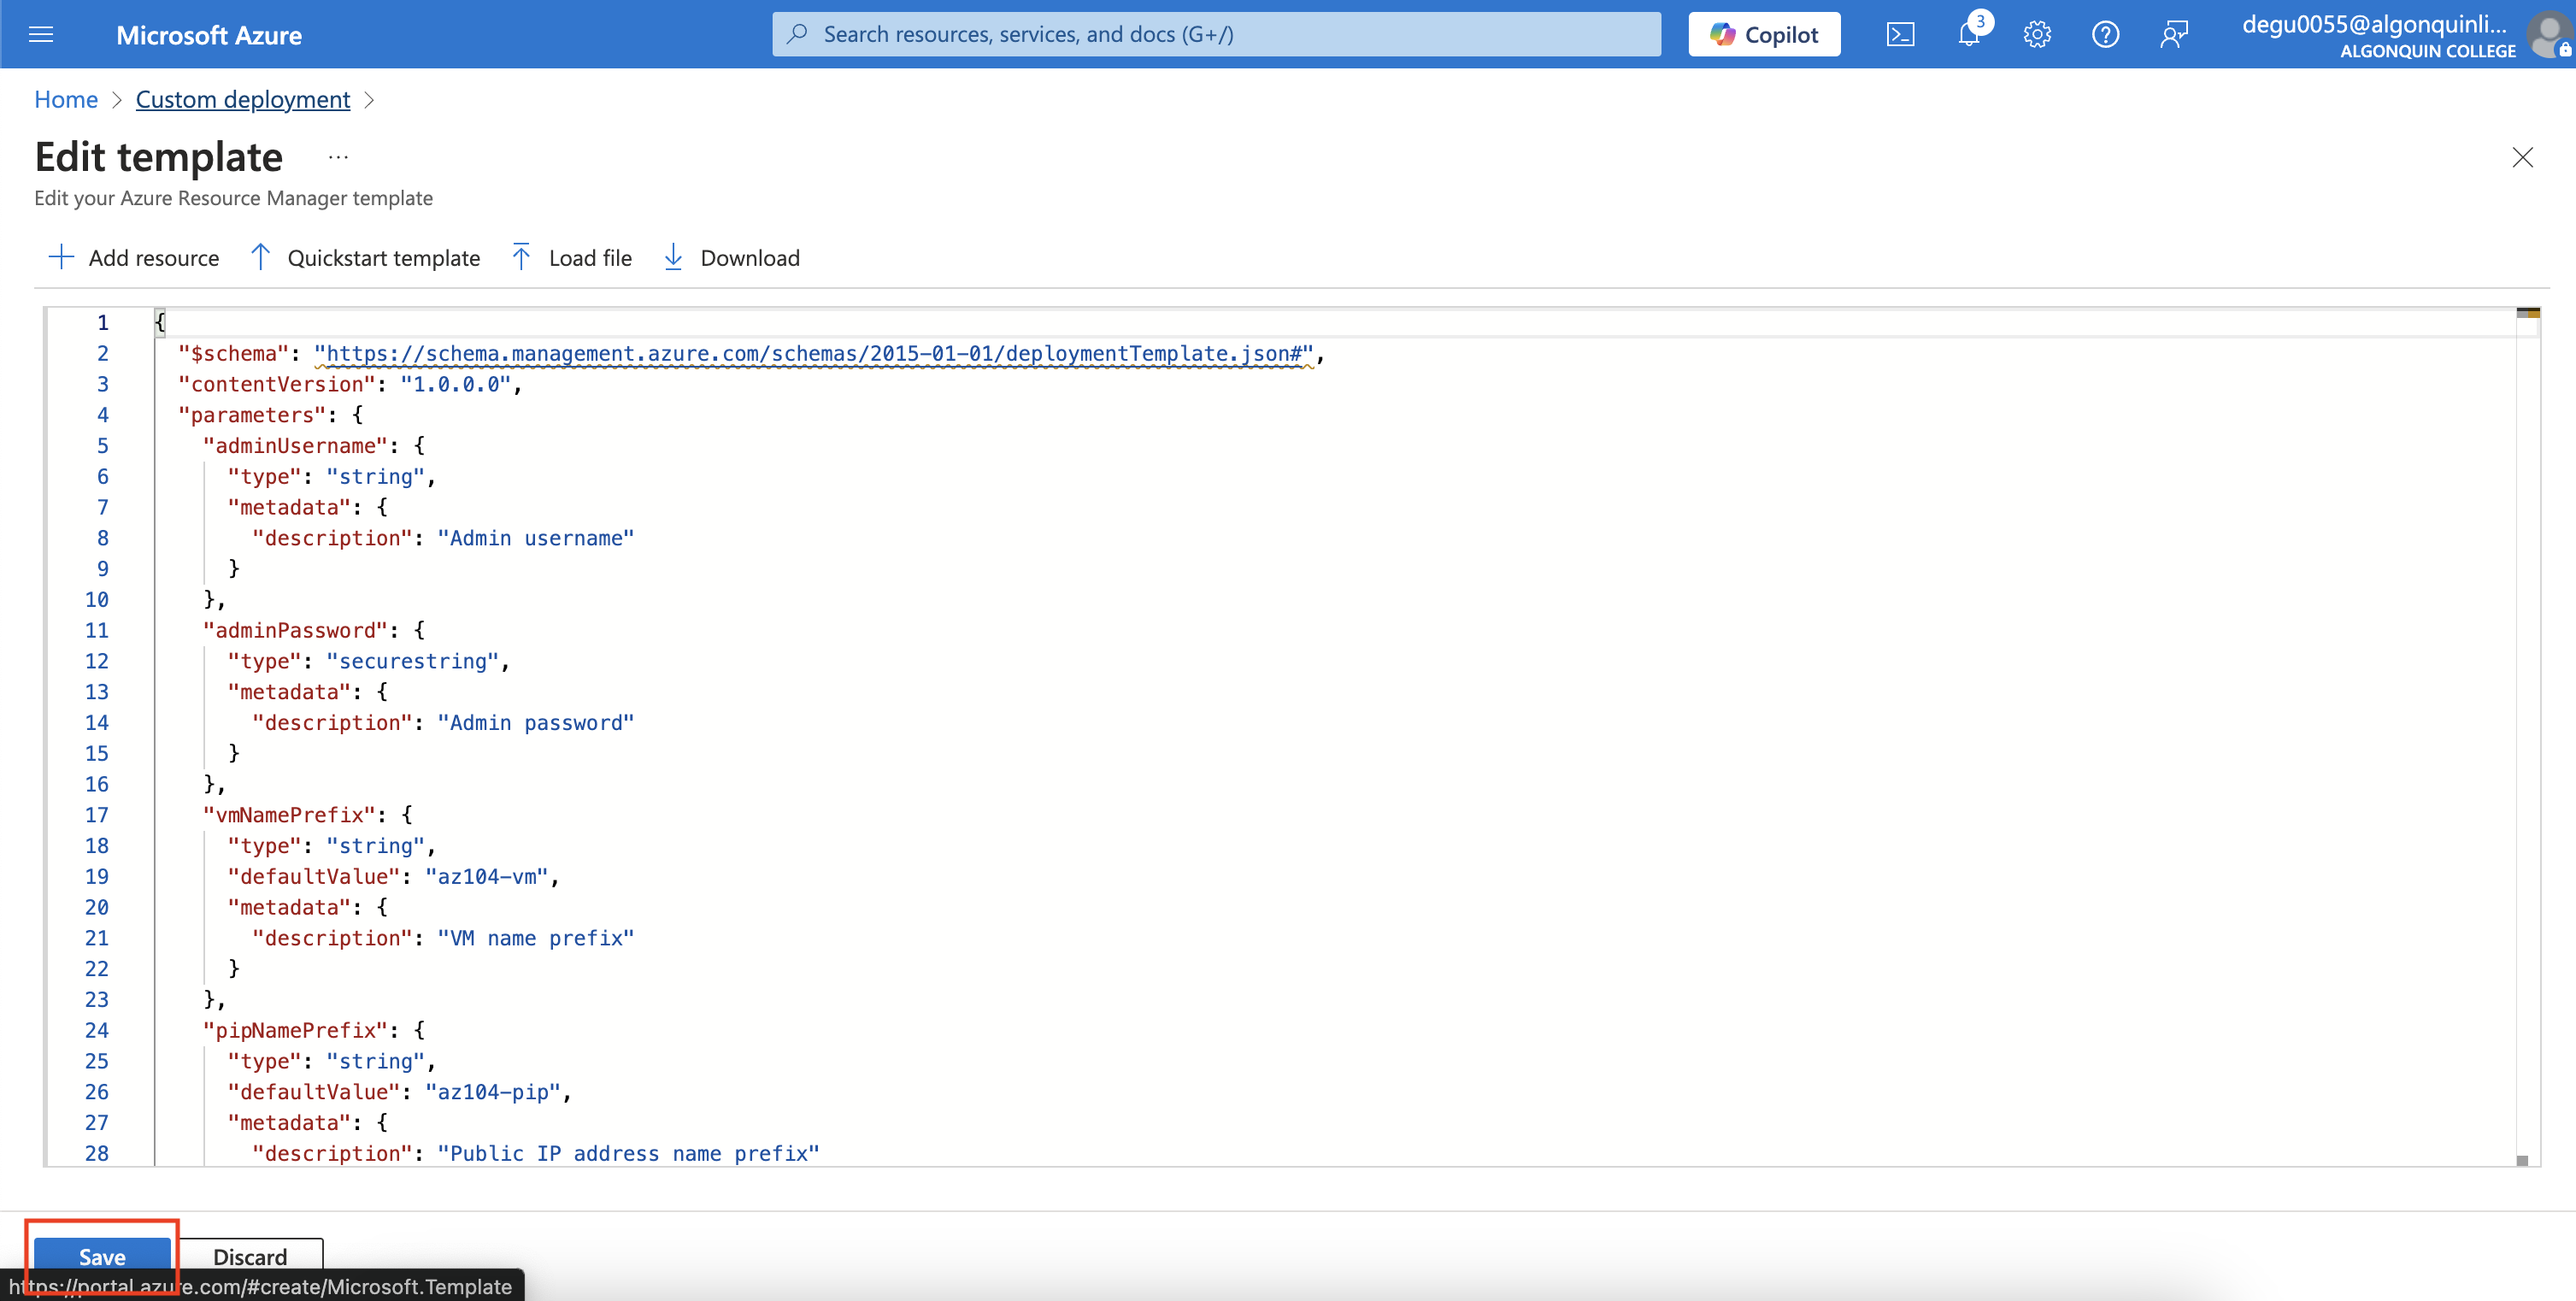 Microsoft Azure
Search resources, services, and docs (G+/)
Copilot
3
degu0055@algonquinli...
ALGONQUIN COLLEGE
Home > Custom deployment >
Edit template ...
Edit your Azure Resource Manager template
Add resource
Quickstart template
Load file
Download
1 {
2 "$schema": "https://schema.management.azure.com/schemas/2015-01-01/deploymentTemplate.json#",
3 "contentVersion": "1.0.0.0",
4 "parameters": {
5 "adminUsername": {
6 "type": "string",
7 "metadata": {
8 "description": "Admin username"
9 }
10 },
11 "adminPassword": {
12 "type": "securestring",
13 "metadata": {
14 "description": "Admin password"
15 }
16 },
17 "vmNamePrefix": {
18 "type": "string",
19 "defaultValue": "az104-vm",
20 "metadata": {
21 "description": "VM name prefix"
22 }
23 },
24 "pipNamePrefix": {
25 "type": "string",
26 "defaultValue": "az104-pip",
27 "metadata": {
28 "description": "Public IP address name prefix"
Save
Discard
https://portal.azure.com/#create/Microsoft.Template